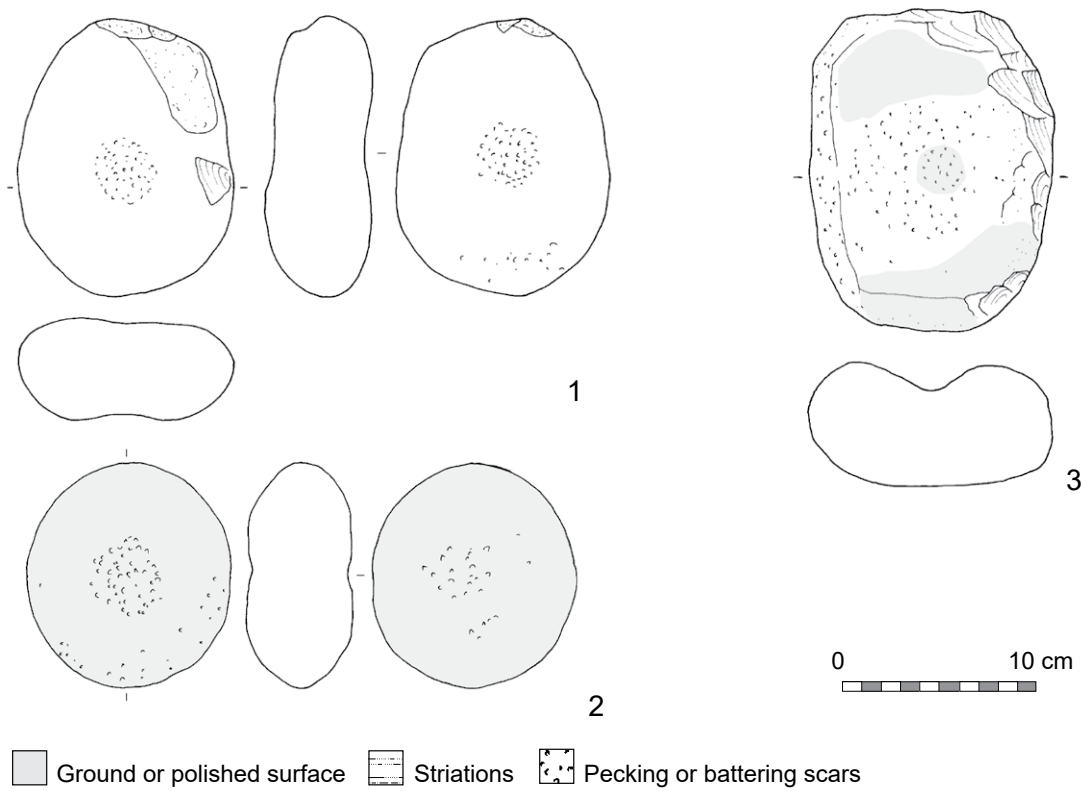 1
3
2
0 10 cm
Ground or polished surface Striations Pecking or battering scars